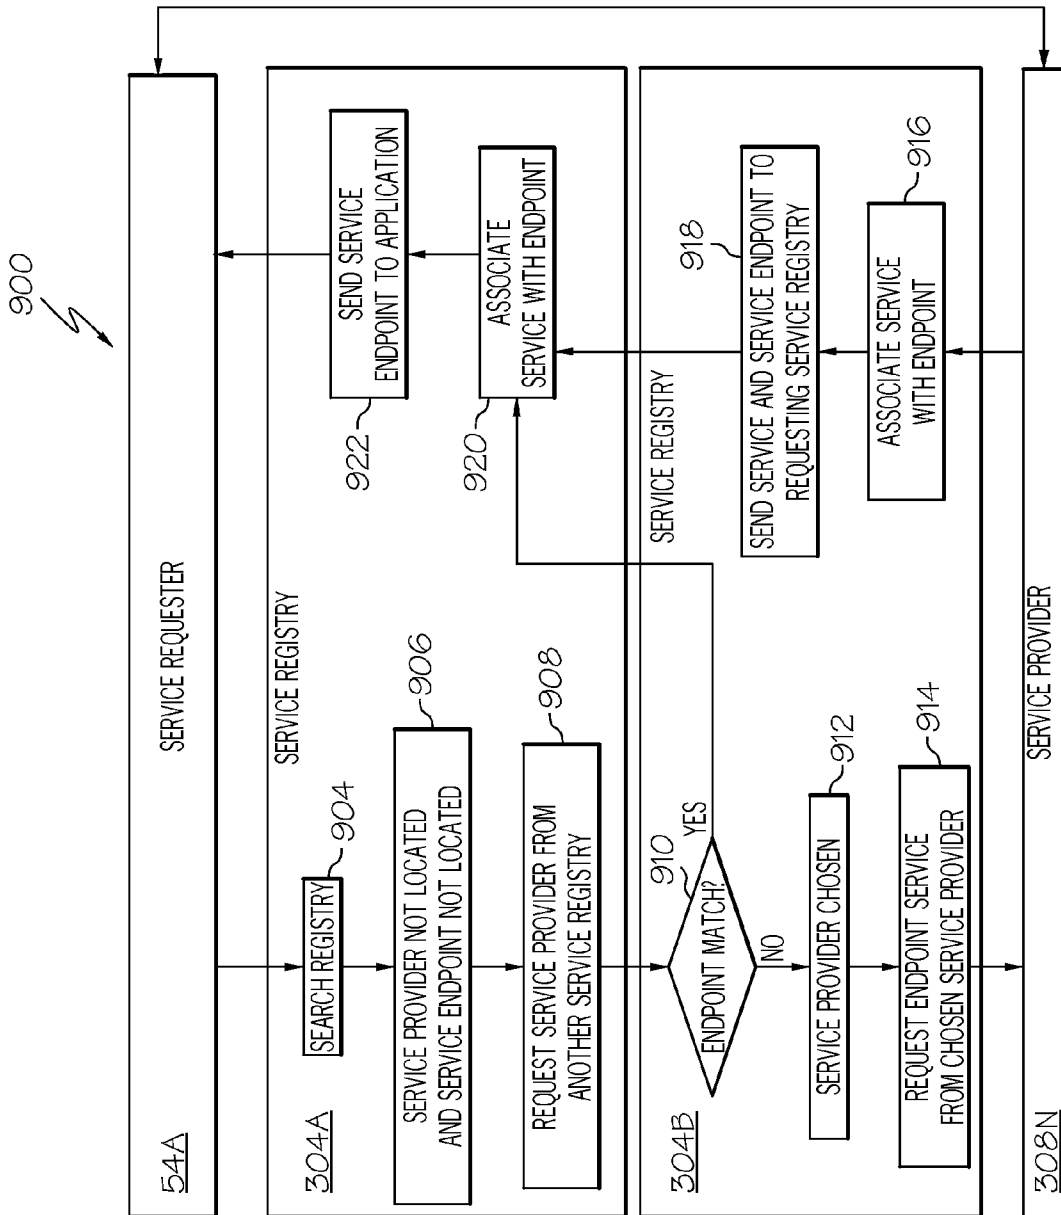 900
54A
SERVICE REQUESTER
304A
SERVICE REGISTRY
SEARCH REGISTRY
904
SERVICE PROVIDER NOT LOCATED
AND SERVICE ENDPOINT NOT LOCATED
906
REQUEST SERVICE PROVIDER FROM
ANOTHER SERVICE REGISTRY
908
SEND SERVICE
ENDPOINT TO APPLICATION
922
ASSOCIATE
SERVICE WITH ENDPOINT
920
304B
SERVICE REGISTRY
ENDPOINT MATCH?
910
YES
NO
SERVICE PROVIDER CHOSEN
912
REQUEST ENDPOINT SERVICE
FROM CHOSEN SERVICE PROVIDER
914
918
SEND SERVICE AND SERVICE ENDPOINT TO
REQUESTING SERVICE REGISTRY
ASSOCIATE SERVICE
WITH ENDPOINT
916
308N
SERVICE PROVIDER